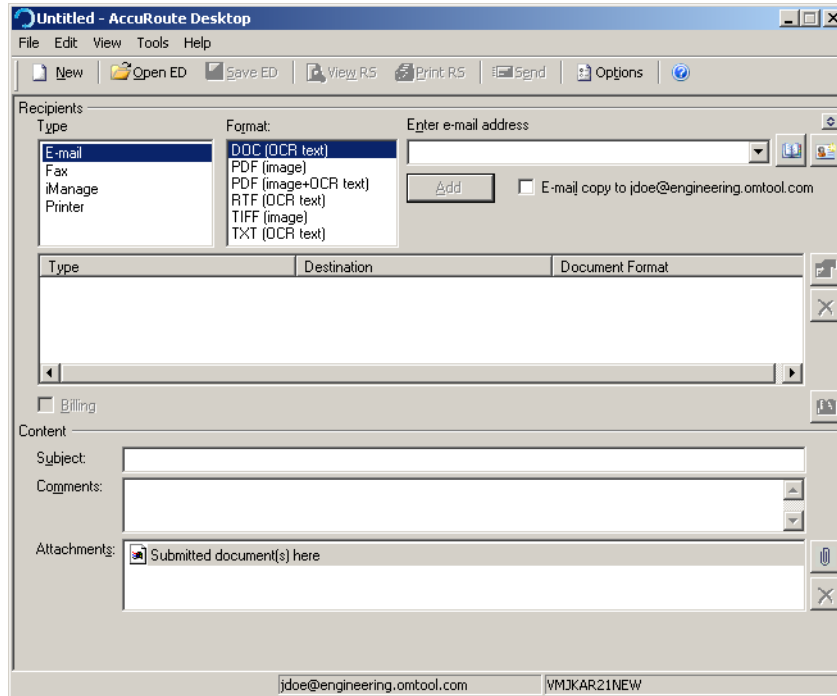 Untitled - AccuRoute Desktop
File Edit View Tools Help
New Open ED Save ED View RS Print RS Send Options
Recipients
Type Format: Enter e-mail address
E-mail
Fax
iManage
Printer
DOC (OCR text)
PDF (image)
PDF (image+OCR text)
RTF (OCR text)
TIFF (image)
TXT (OCR text)
Add E-mail copy to jdoe@engineering.omtool.com
Type Destination Document Format
Billing
Content
Subject:
Comments:
Attachments: Submitted document(s) here
jdoe@engineering.omtool.com VMJKAR21NEW